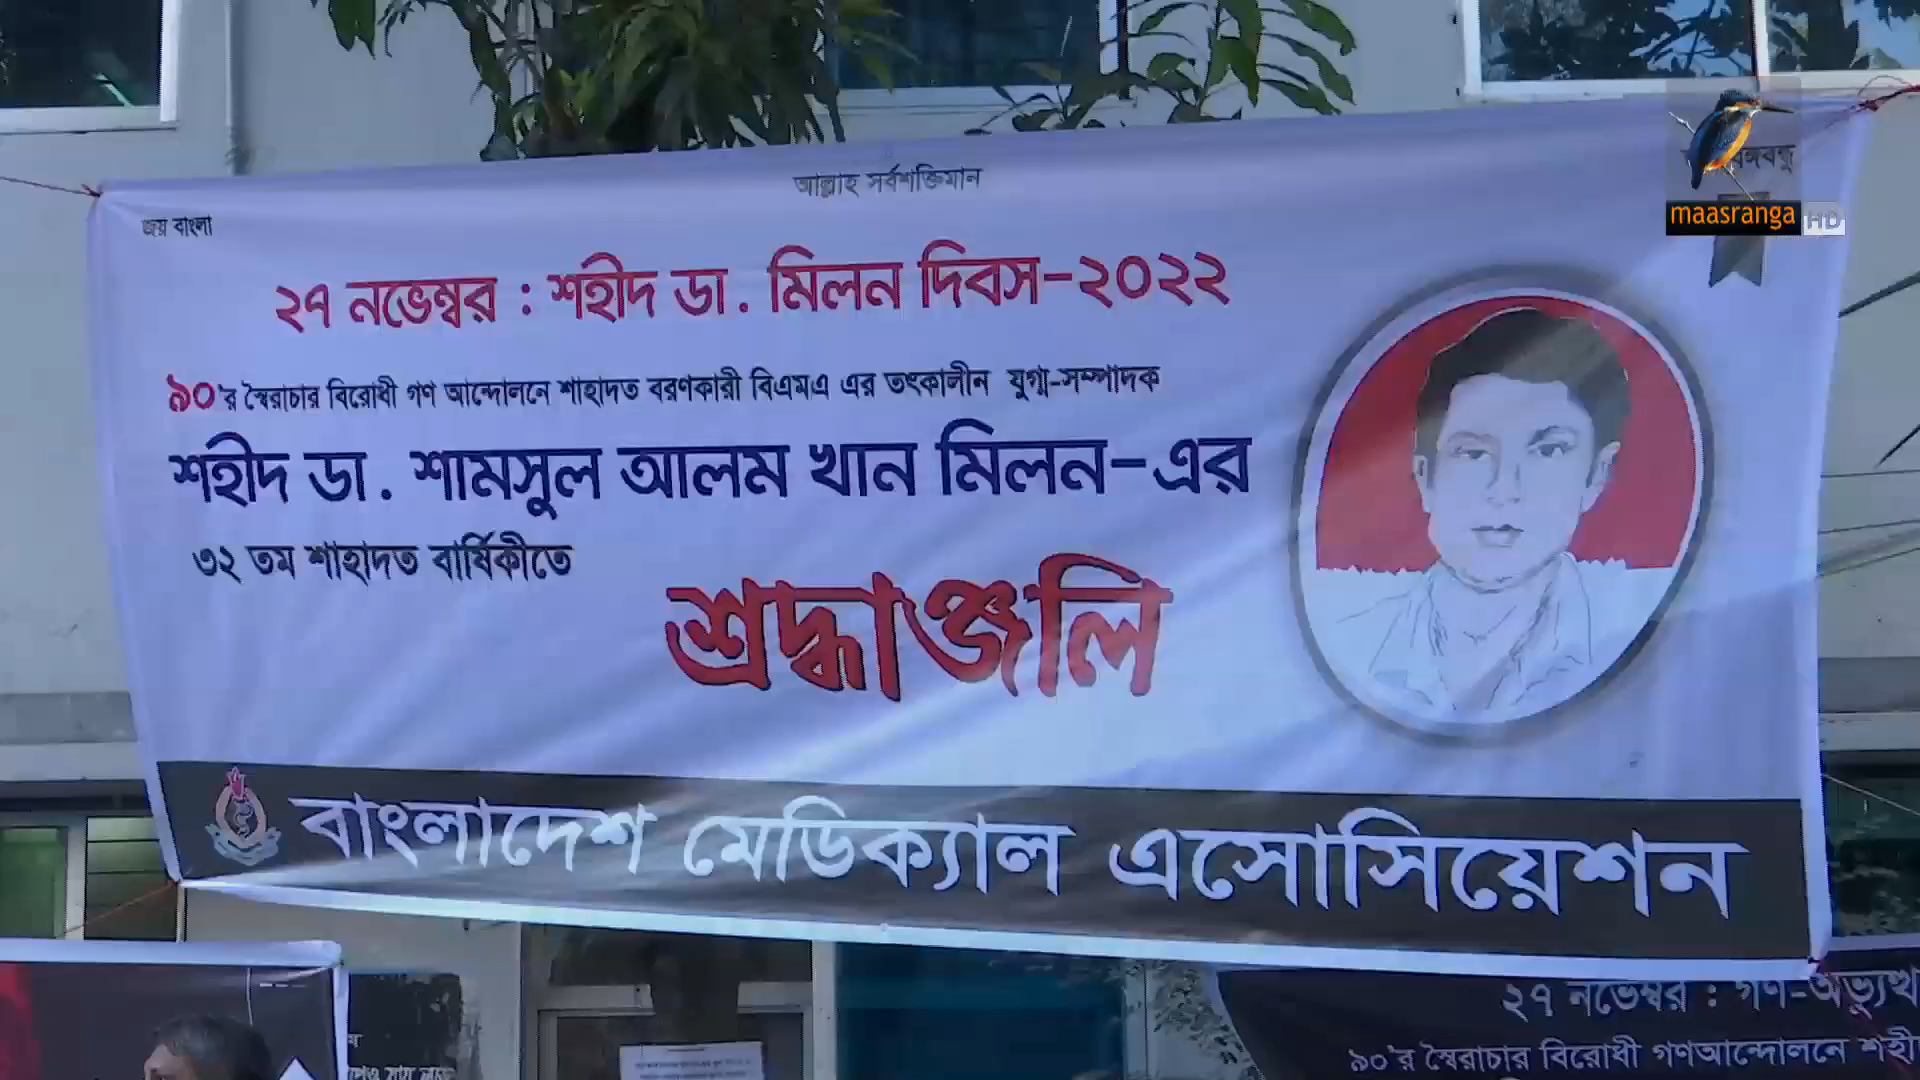 আল্লাহ সর্বশক্তিমান
জয় বাংলা
বঙ্গবন্ধু
maasranga HD
২৭ নভেম্বর : শহীদ ডা. মিলন দিবস-২০২২
৯০'র স্বৈরাচার বিরোধী গণ আন্দোলনে শাহাদত বরণকারী বিএমএ এর তৎকালীন যুগ্ম-সম্পাদক
শহীদ ডা. শামসুল আলম খান মিলন-এর
৩২ তম শাহাদত বার্ষিকীতে
শ্রদ্ধাঞ্জলি
বাংলাদেশ মেডিক্যাল এসোসিয়েশন
২৭ নভেম্বর : গণ-অভ্যুত্থ
৯০'র স্বৈরাচার বিরোধী গণআন্দোলনে শহী